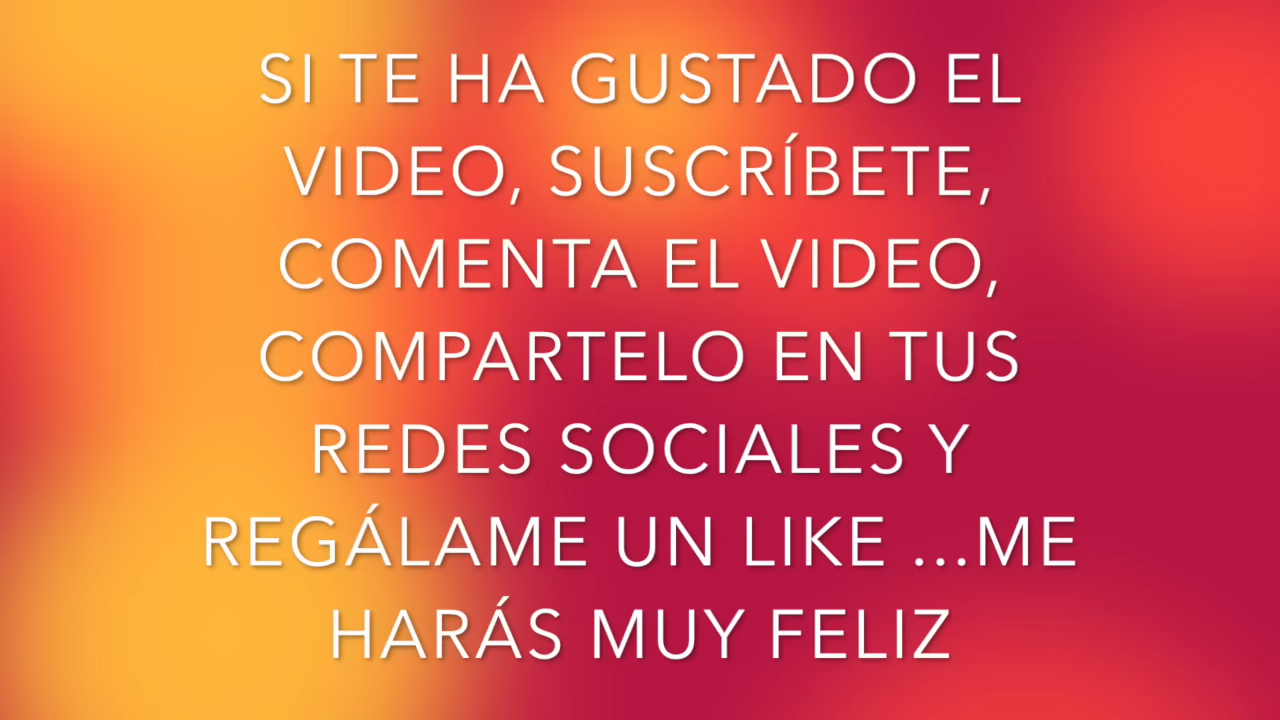 SI TE HA GUSTADO EL
VIDEO, SUSCRÍBETE,
COMENTA EL VIDEO,
COMPARTELO EN TUS
REDES SOCIALES Y
REGÁLAME UN LIKE ...ME
HARÁS MUY FELIZ